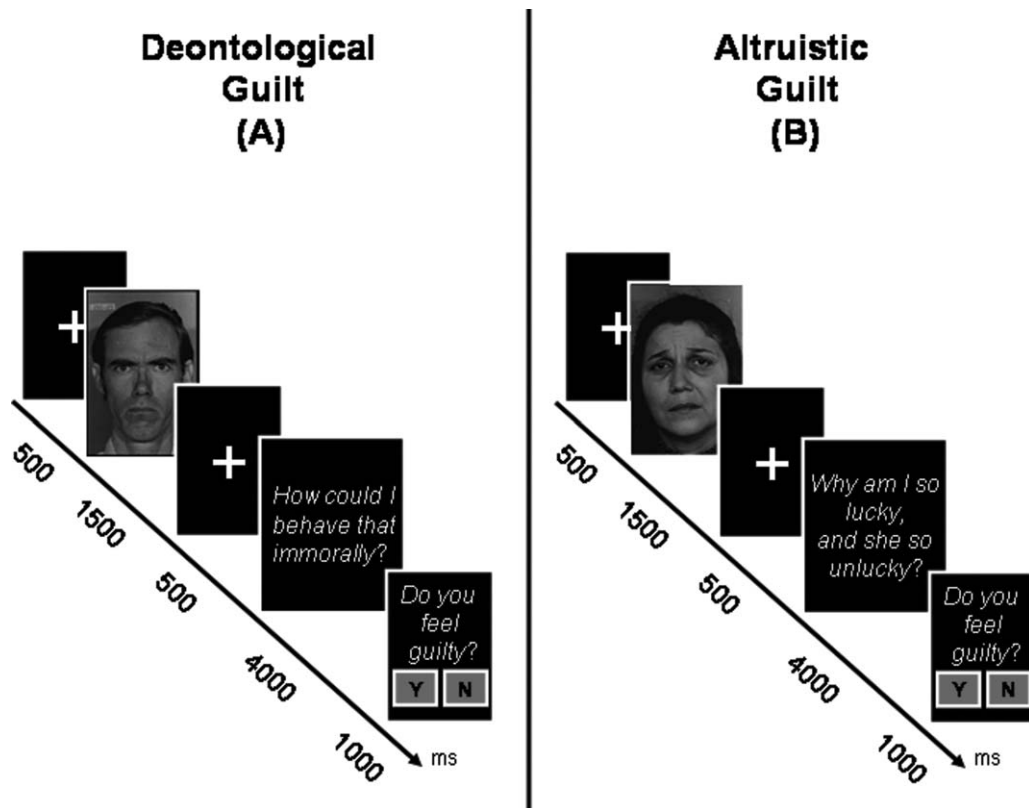 Deontological
Guilt
(A)
500
1500
500
4000
1000
ms
How could I
behave that
immorally?
Do you
feel
guilty?
Y N
Altruistic
Guilt
(B)
500
1500
500
4000
1000
ms
Why am I so
lucky,
and she so
unlucky?
Do you
feel
guilty?
Y N